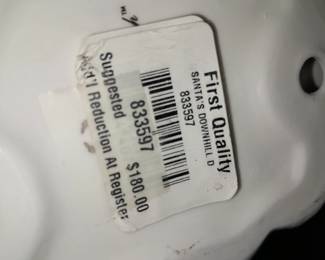 First Quality
SANTA'S DOWNHILL D
833597
833597 $180.00
Suggested
Add'l Reduction At Register